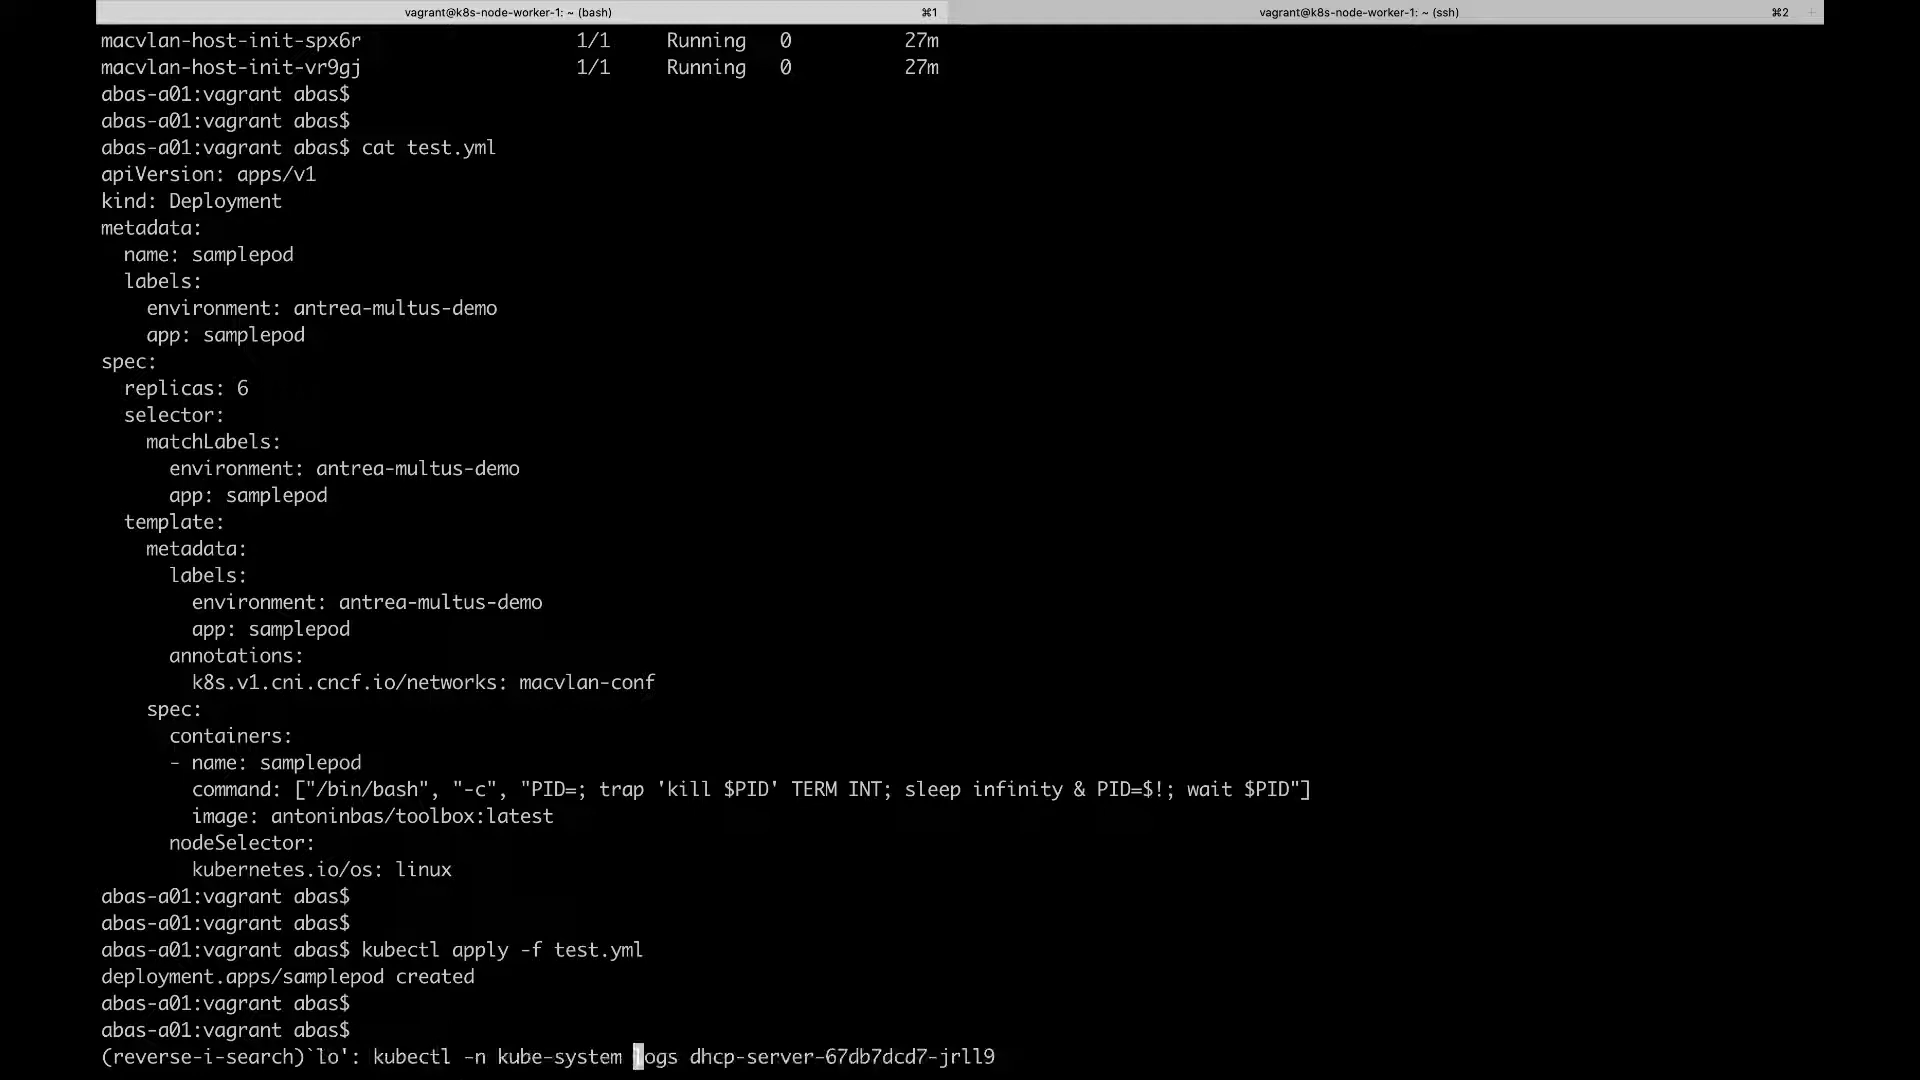 vagrant@k8s-node-worker-1: ~ (bash) ⌘1 vagrant@k8s-node-worker-1: ~ (ssh) ⌘2 +
macvlan-host-init-spx6r 1/1 Running 0 27m
macvlan-host-init-vr9gj 1/1 Running 0 27m
abas-a01:vagrant abas$
abas-a01:vagrant abas$
abas-a01:vagrant abas$ cat test.yml
apiVersion: apps/v1
kind: Deployment
metadata:
  name: samplepod
  labels:
    environment: antrea-multus-demo
    app: samplepod
spec:
  replicas: 6
  selector:
    matchLabels:
      environment: antrea-multus-demo
      app: samplepod
  template:
    metadata:
      labels:
        environment: antrea-multus-demo
        app: samplepod
      annotations:
        k8s.v1.cni.cncf.io/networks: macvlan-conf
    spec:
      containers:
      - name: samplepod
        command: ["/bin/bash", "-c", "PID=; trap 'kill $PID' TERM INT; sleep infinity & PID=$!; wait $PID"]
        image: antoninbas/toolbox:latest
      nodeSelector:
        kubernetes.io/os: linux
abas-a01:vagrant abas$
abas-a01:vagrant abas$
abas-a01:vagrant abas$ kubectl apply -f test.yml
deployment.apps/samplepod created
abas-a01:vagrant abas$
abas-a01:vagrant abas$
(reverse-i-search)`lo': kubectl -n kube-system logs dhcp-server-67db7dcd7-jrll9